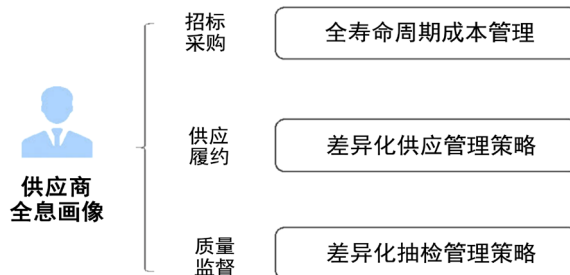 招标
采购
全寿命周期成本管理
供应商
全息画像
供应
履约
差异化供应管理策略
质量
监督
差异化抽检管理策略